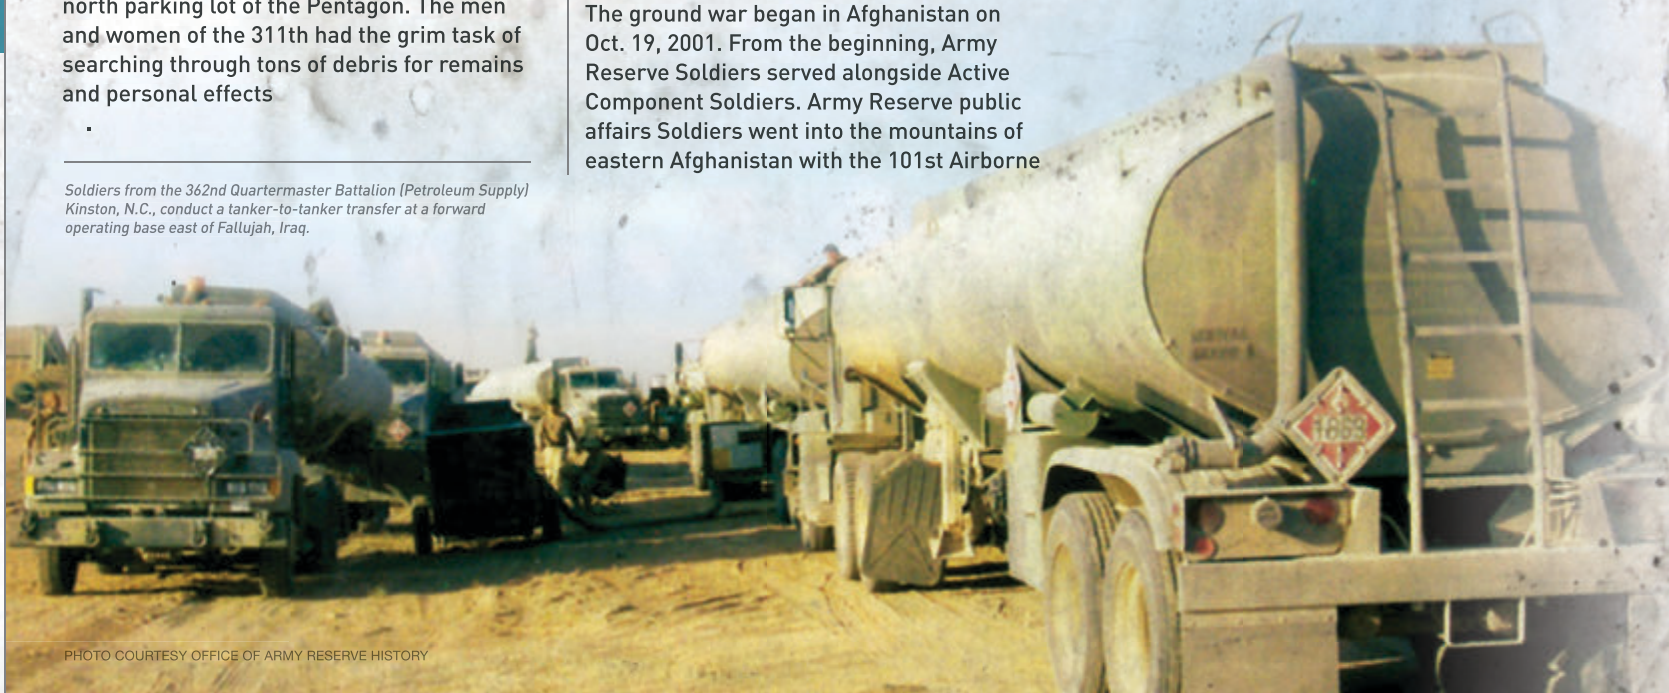 north parking lot of the Pentagon. The men
and women of the 311th had the grim task of
searching through tons of debris for remains
and personal effects
.
Soldiers from the 362nd Quartermaster Battalion (Petroleum Supply)
Kinston, N.C., conduct a tanker-to-tanker transfer at a forward
operating base east of Fallujah, Iraq.
The ground war began in Afghanistan on
Oct. 19, 2001. From the beginning, Army
Reserve Soldiers served alongside Active
Component Soldiers. Army Reserve public
affairs Soldiers went into the mountains of
eastern Afghanistan with the 101st Airborne
PHOTO COURTESY OFFICE OF ARMY RESERVE HISTORY